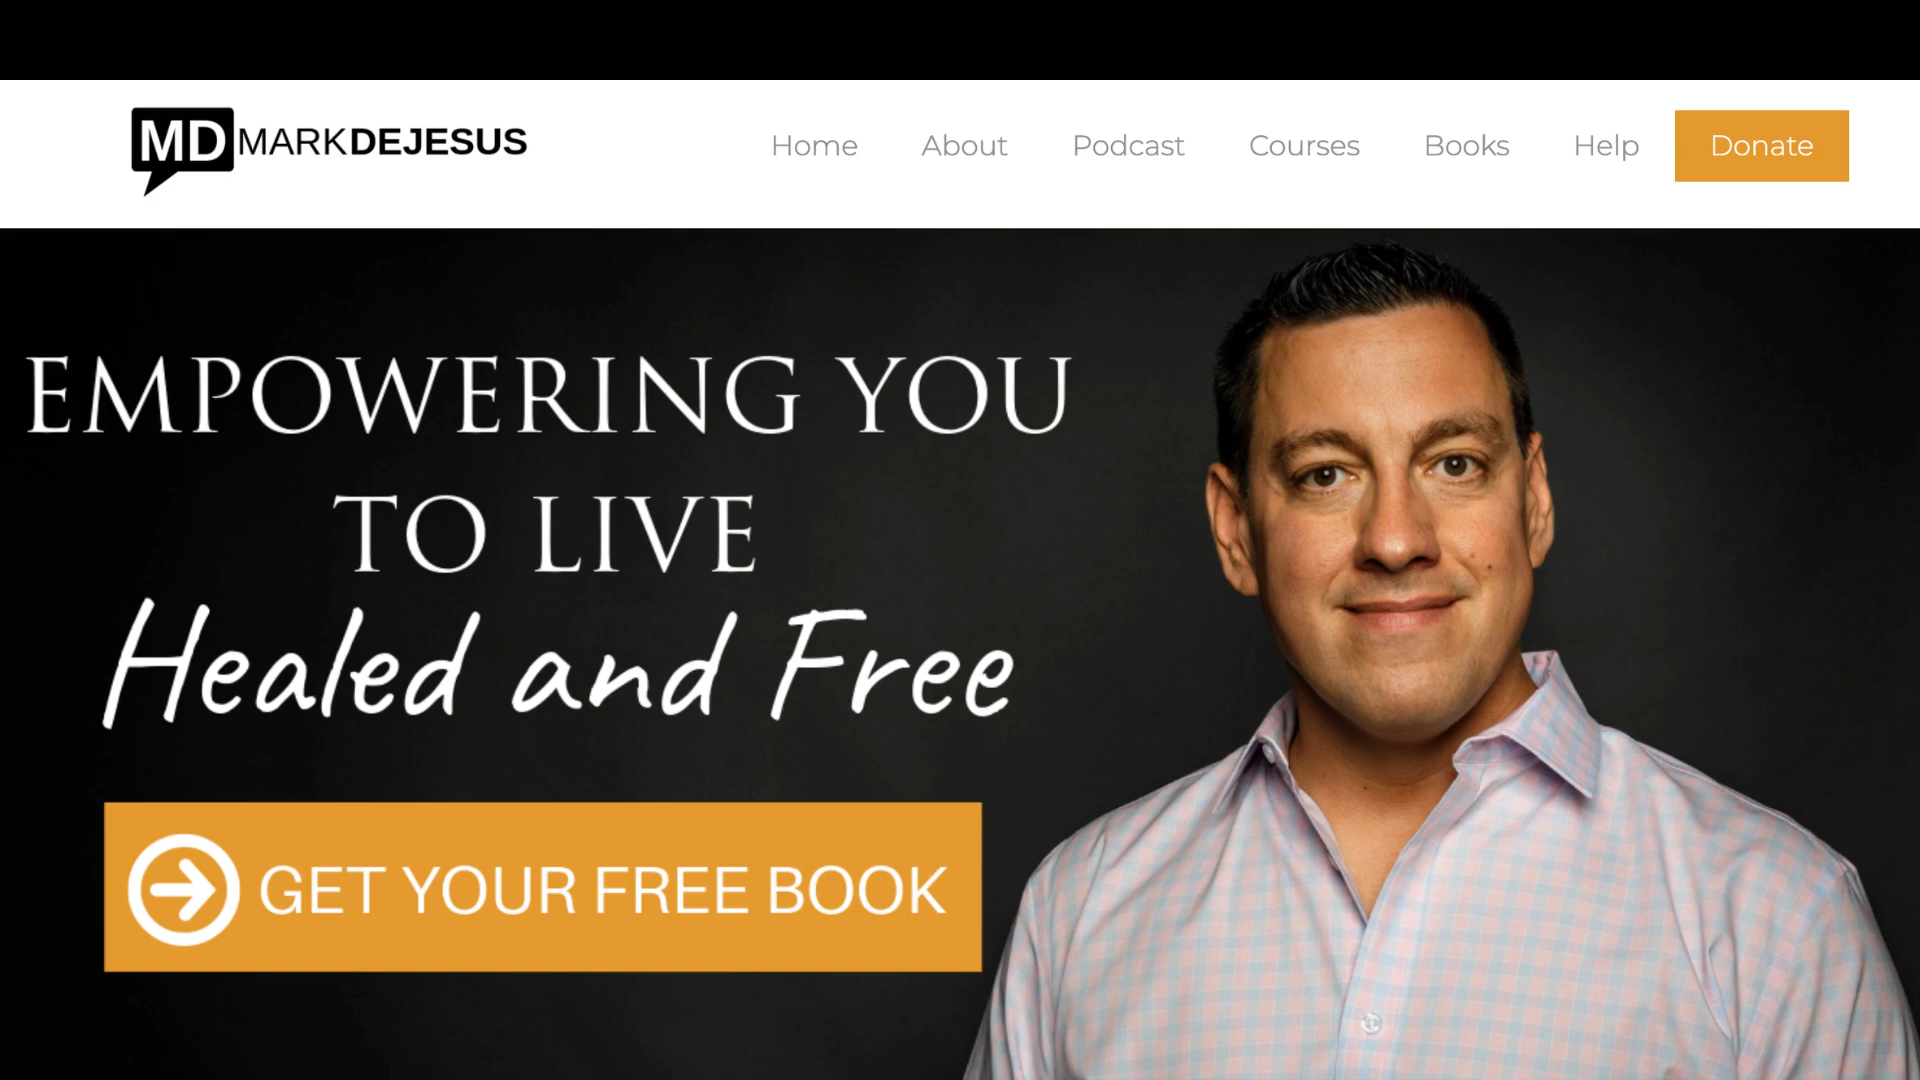 MD MARKDEJESUS
Home About Podcast Courses Books Help Donate
EMPOWERING YOU
TO LIVE
Healed and Free
GET YOUR FREE BOOK